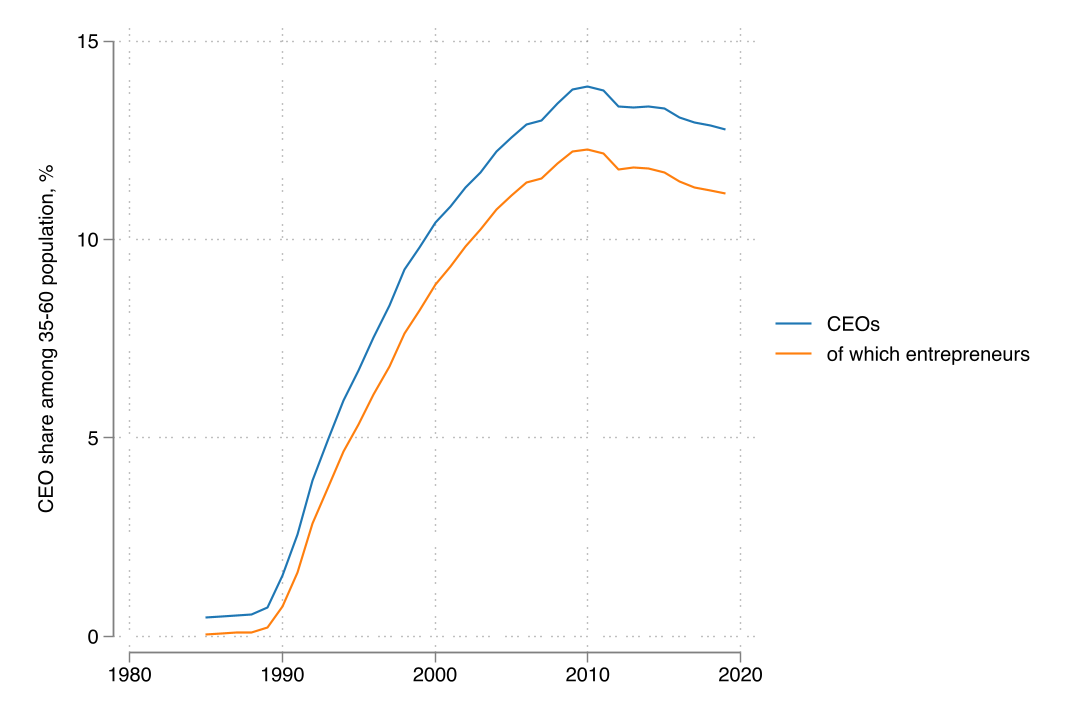 15
10
5
0
CEO share among 35-60 population, %
1980 1990 2000 2010 2020
CEOs
of which entrepreneurs